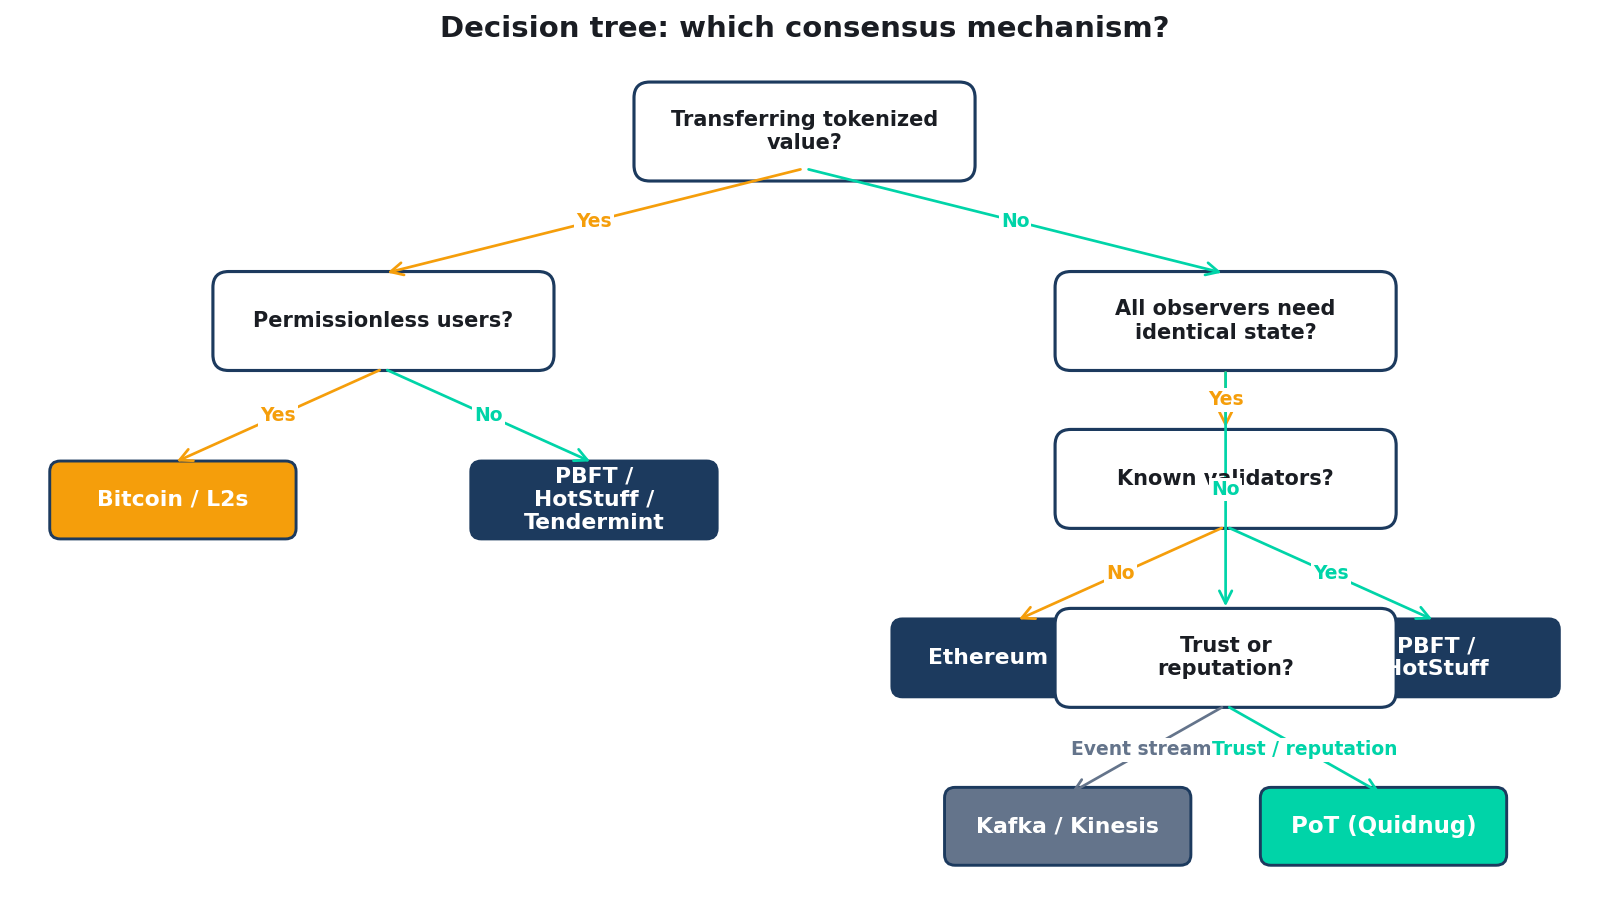 Decision tree: which consensus mechanism?
Transferring tokenized
value?
Yes
No
Permissionless users?
All observers need
identical state?
Yes
No
Yes
Bitcoin / L2s
PBFT /
HotStuff /
Tendermint
Known validators?
No
No
Yes
Ethereum
Trust or
reputation?
PBFT /
HotStuff
Event stream
Trust / reputation
Kafka / Kinesis
PoT (Quidnug)